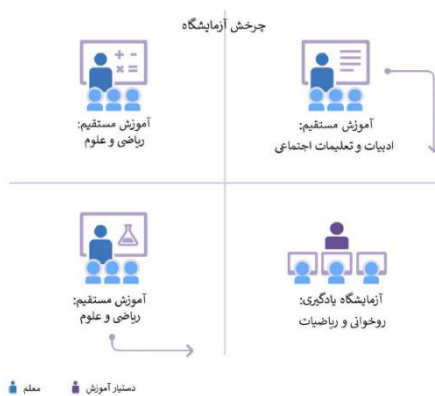 چرخش آزمایشگاه
آموزش مستقیم:
ادبیات و تعلیمات اجتماعی
آموزش مستقیم:
ریاضی و علوم
آزمایشگاه یادگیری:
روخوانی و ریاضیات
آموزش مستقیم:
ریاضی و علوم
دستیار آموزش
معلم